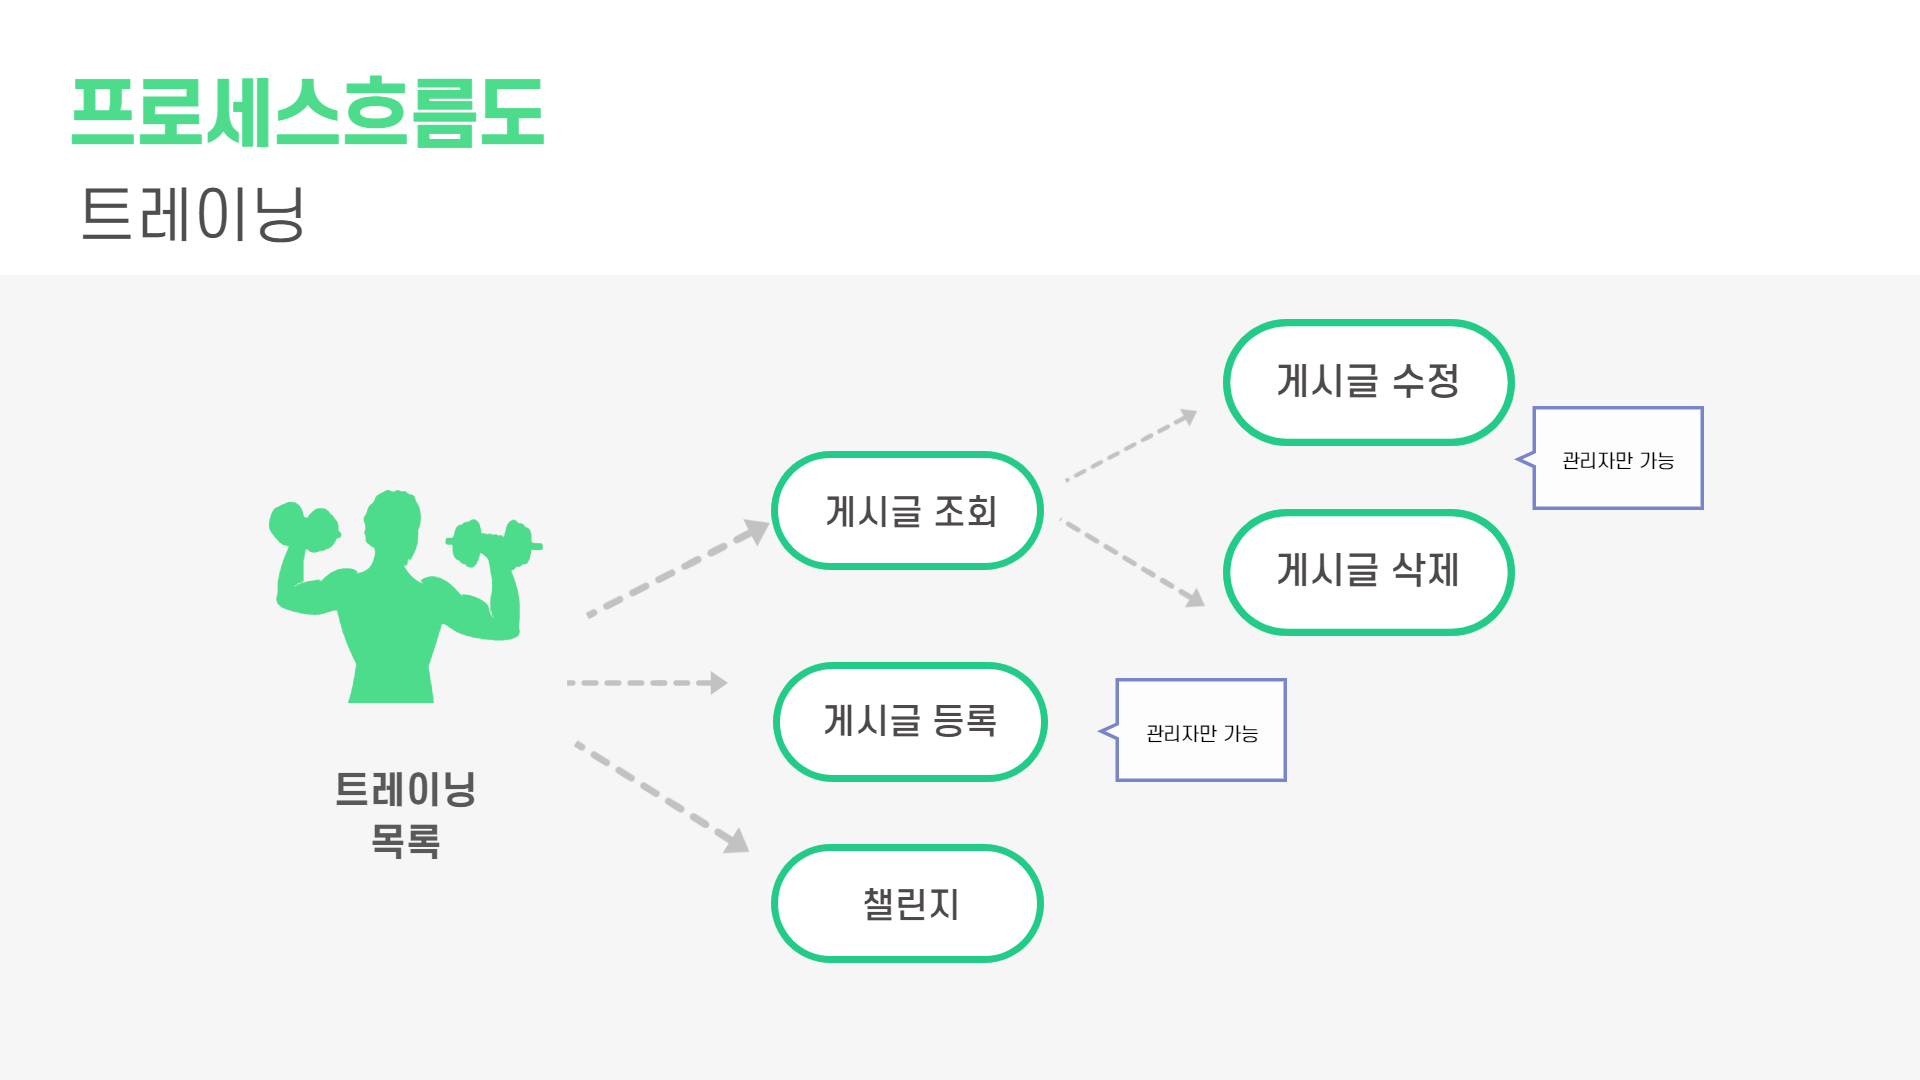 프로세스흐름도
트레이닝
게시글 수정
관리자만 가능
게시글 조회
게시글 삭제
게시글 등록
관리자만 가능
트레이닝
목록
챌린지